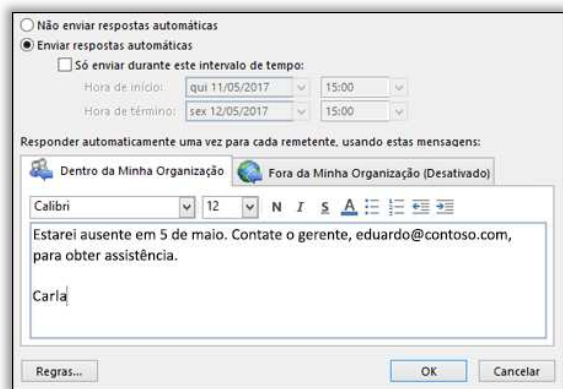 Não enviar respostas automáticas
Enviar respostas automáticas
Só enviar durante este intervalo de tempo:
Hora de início: qui 11/05/2017 15:00
Hora de término: sex 12/05/2017 15:00
Responder automaticamente uma vez para cada remetente, usando estas mensagens:
Dentro da Minha Organização Fora da Minha Organização (Desativado)
Calibri 12 N I S A
Estarei ausente em 5 de maio. Contate o gerente, eduardo@contoso.com,
para obter assistência.
Carla
Regras... OK Cancelar